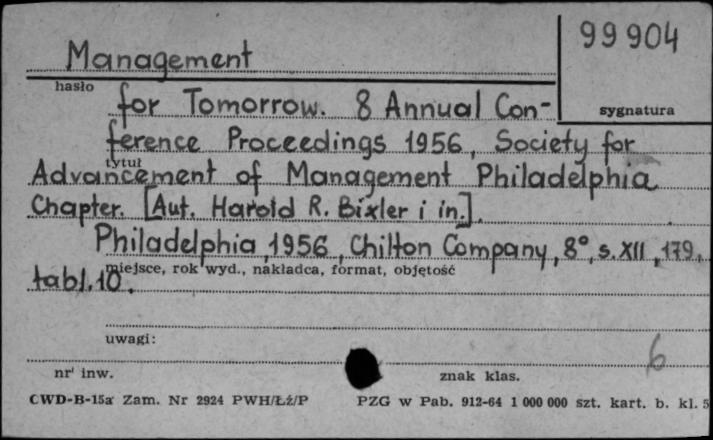 99 904
Management
hasło
sygnatura
for Tomorrow. 8 Annual Con-
ference Proceedings 1956, Society for
tytuł
Advancement of Management Philadelphia
Chapter. [Aut. Harold R. Bixler i in.].
Philadelphia, 1956, Chilton Company, 8°, s. XII, 179,
miejsce, rok wyd., nakładca, format, objętość
tabl. 10.
uwagi:
6
nr inw.
znak klas.
CWD-B-15a Zam. Nr 2924 PWH/Łź/P
PZG w Pab. 912-64 1 000 000 szt. kart. b. kl. 5